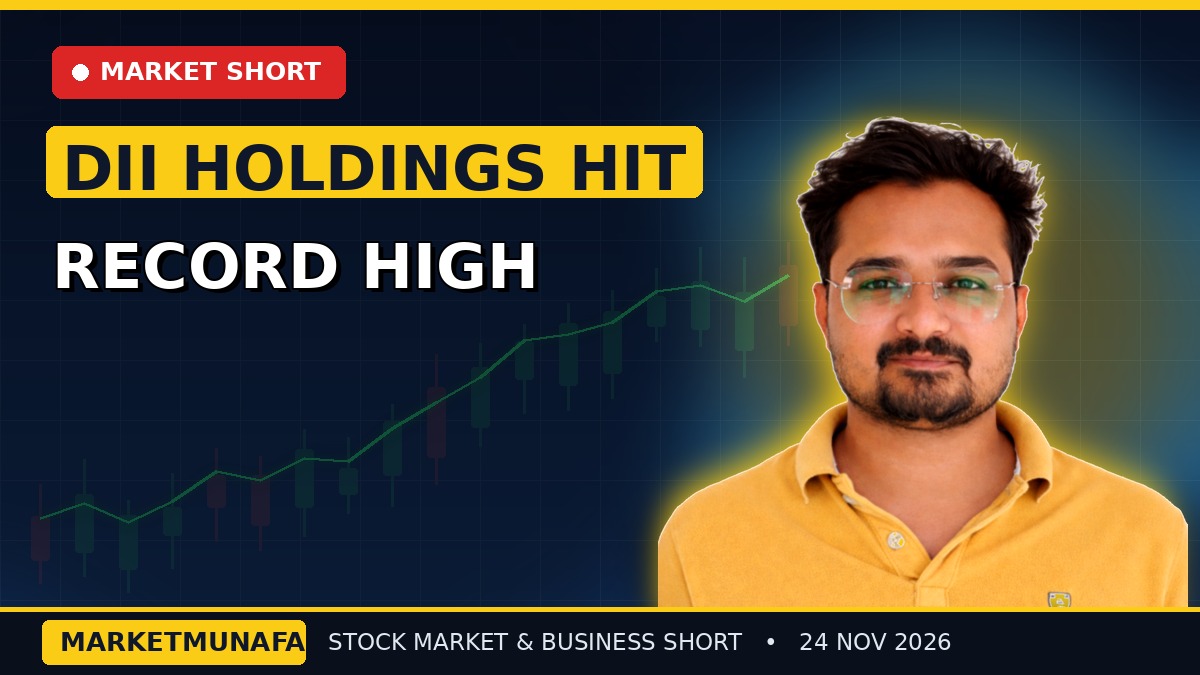 MARKET SHORT
DII HOLDINGS HIT
RECORD HIGH
MARKETMUNAFA STOCK MARKET & BUSINESS SHORT • 24 NOV 2026